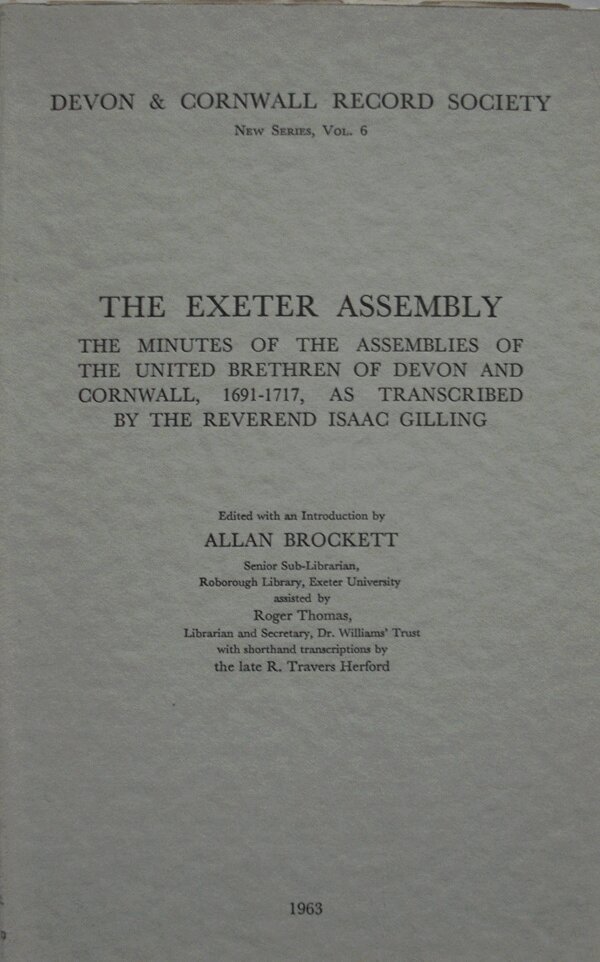 DEVON & CORNWALL RECORD SOCIETY
NEW SERIES, VOL. 6
THE EXETER ASSEMBLY
THE MINUTES OF THE ASSEMBLIES OF
THE UNITED BRETHREN OF DEVON AND
CORNWALL, 1691-1717, AS TRANSCRIBED
BY THE REVEREND ISAAC GILLING
Edited with an Introduction by
ALLAN BROCKETT
Senior Sub-Librarian,
Roborough Library, Exeter University
assisted by
Roger Thomas,
Librarian and Secretary, Dr. Williams' Trust
with shorthand transcriptions by
the late R. Travers Herford
1963